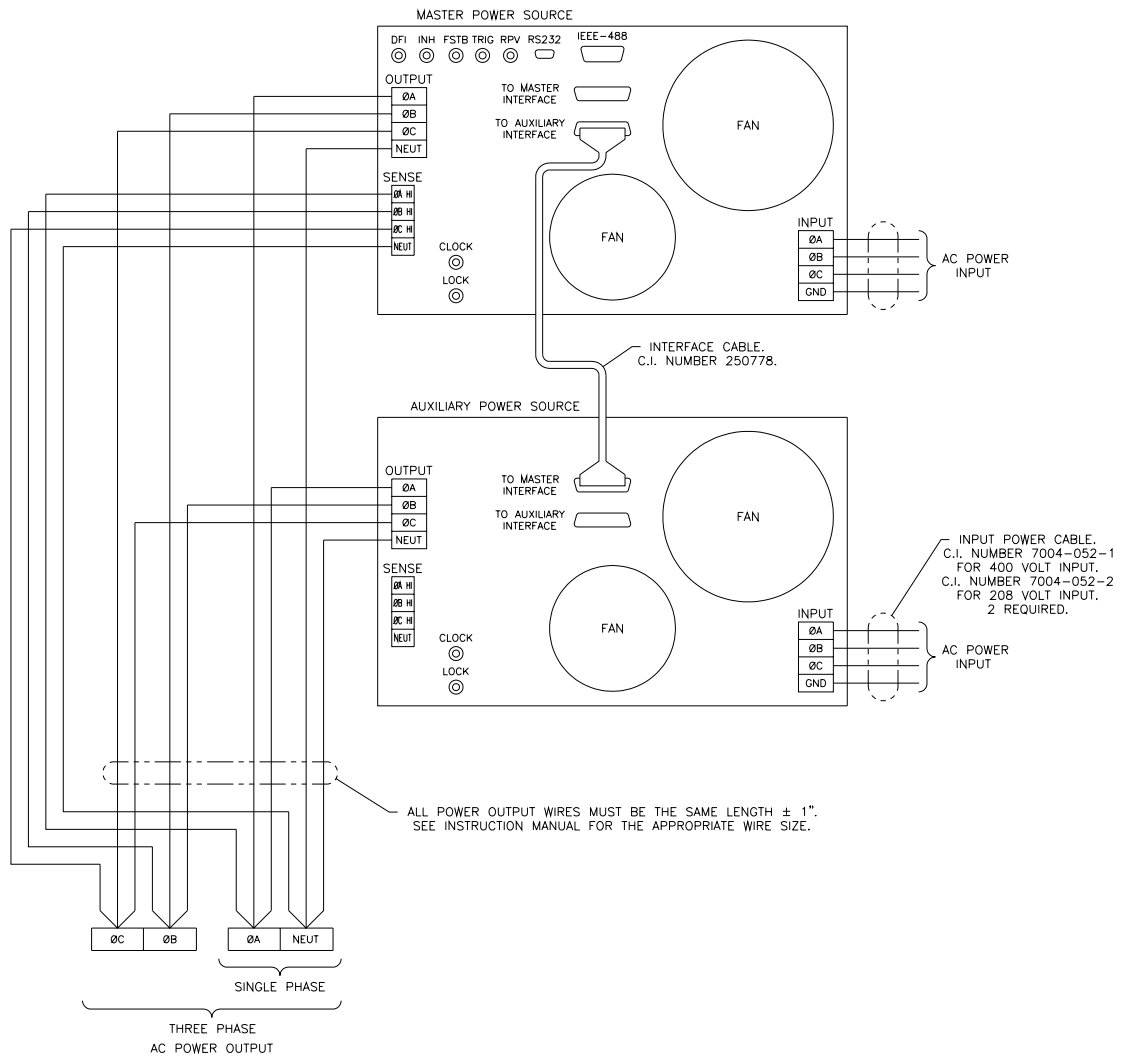 MASTER POWER SOURCE
DFI INH FSTB TRIG RPV RS232 IEEE-488
OUTPUT
ØA
ØB
ØC
NEUT
TO MASTER
INTERFACE
TO AUXILIARY
INTERFACE
FAN
SENSE
ØA HI
ØB HI
ØC HI
NEUT
FAN
CLOCK
LOCK
INPUT
ØA
ØB
ØC
GND
AC POWER
INPUT
INTERFACE CABLE.
C.I. NUMBER 250778.
AUXILIARY POWER SOURCE
OUTPUT
ØA
ØB
ØC
NEUT
TO MASTER
INTERFACE
TO AUXILIARY
INTERFACE
FAN
SENSE
ØA HI
ØB HI
ØC HI
NEUT
FAN
CLOCK
LOCK
INPUT POWER CABLE.
C.I. NUMBER 7004-052-1
FOR 400 VOLT INPUT.
C.I. NUMBER 7004-052-2
FOR 208 VOLT INPUT.
2 REQUIRED.
INPUT
ØA
ØB
ØC
GND
AC POWER
INPUT
ALL POWER OUTPUT WIRES MUST BE THE SAME LENGTH ± 1".
SEE INSTRUCTION MANUAL FOR THE APPROPRIATE WIRE SIZE.
ØC ØB ØA NEUT
SINGLE PHASE
THREE PHASE
AC POWER OUTPUT